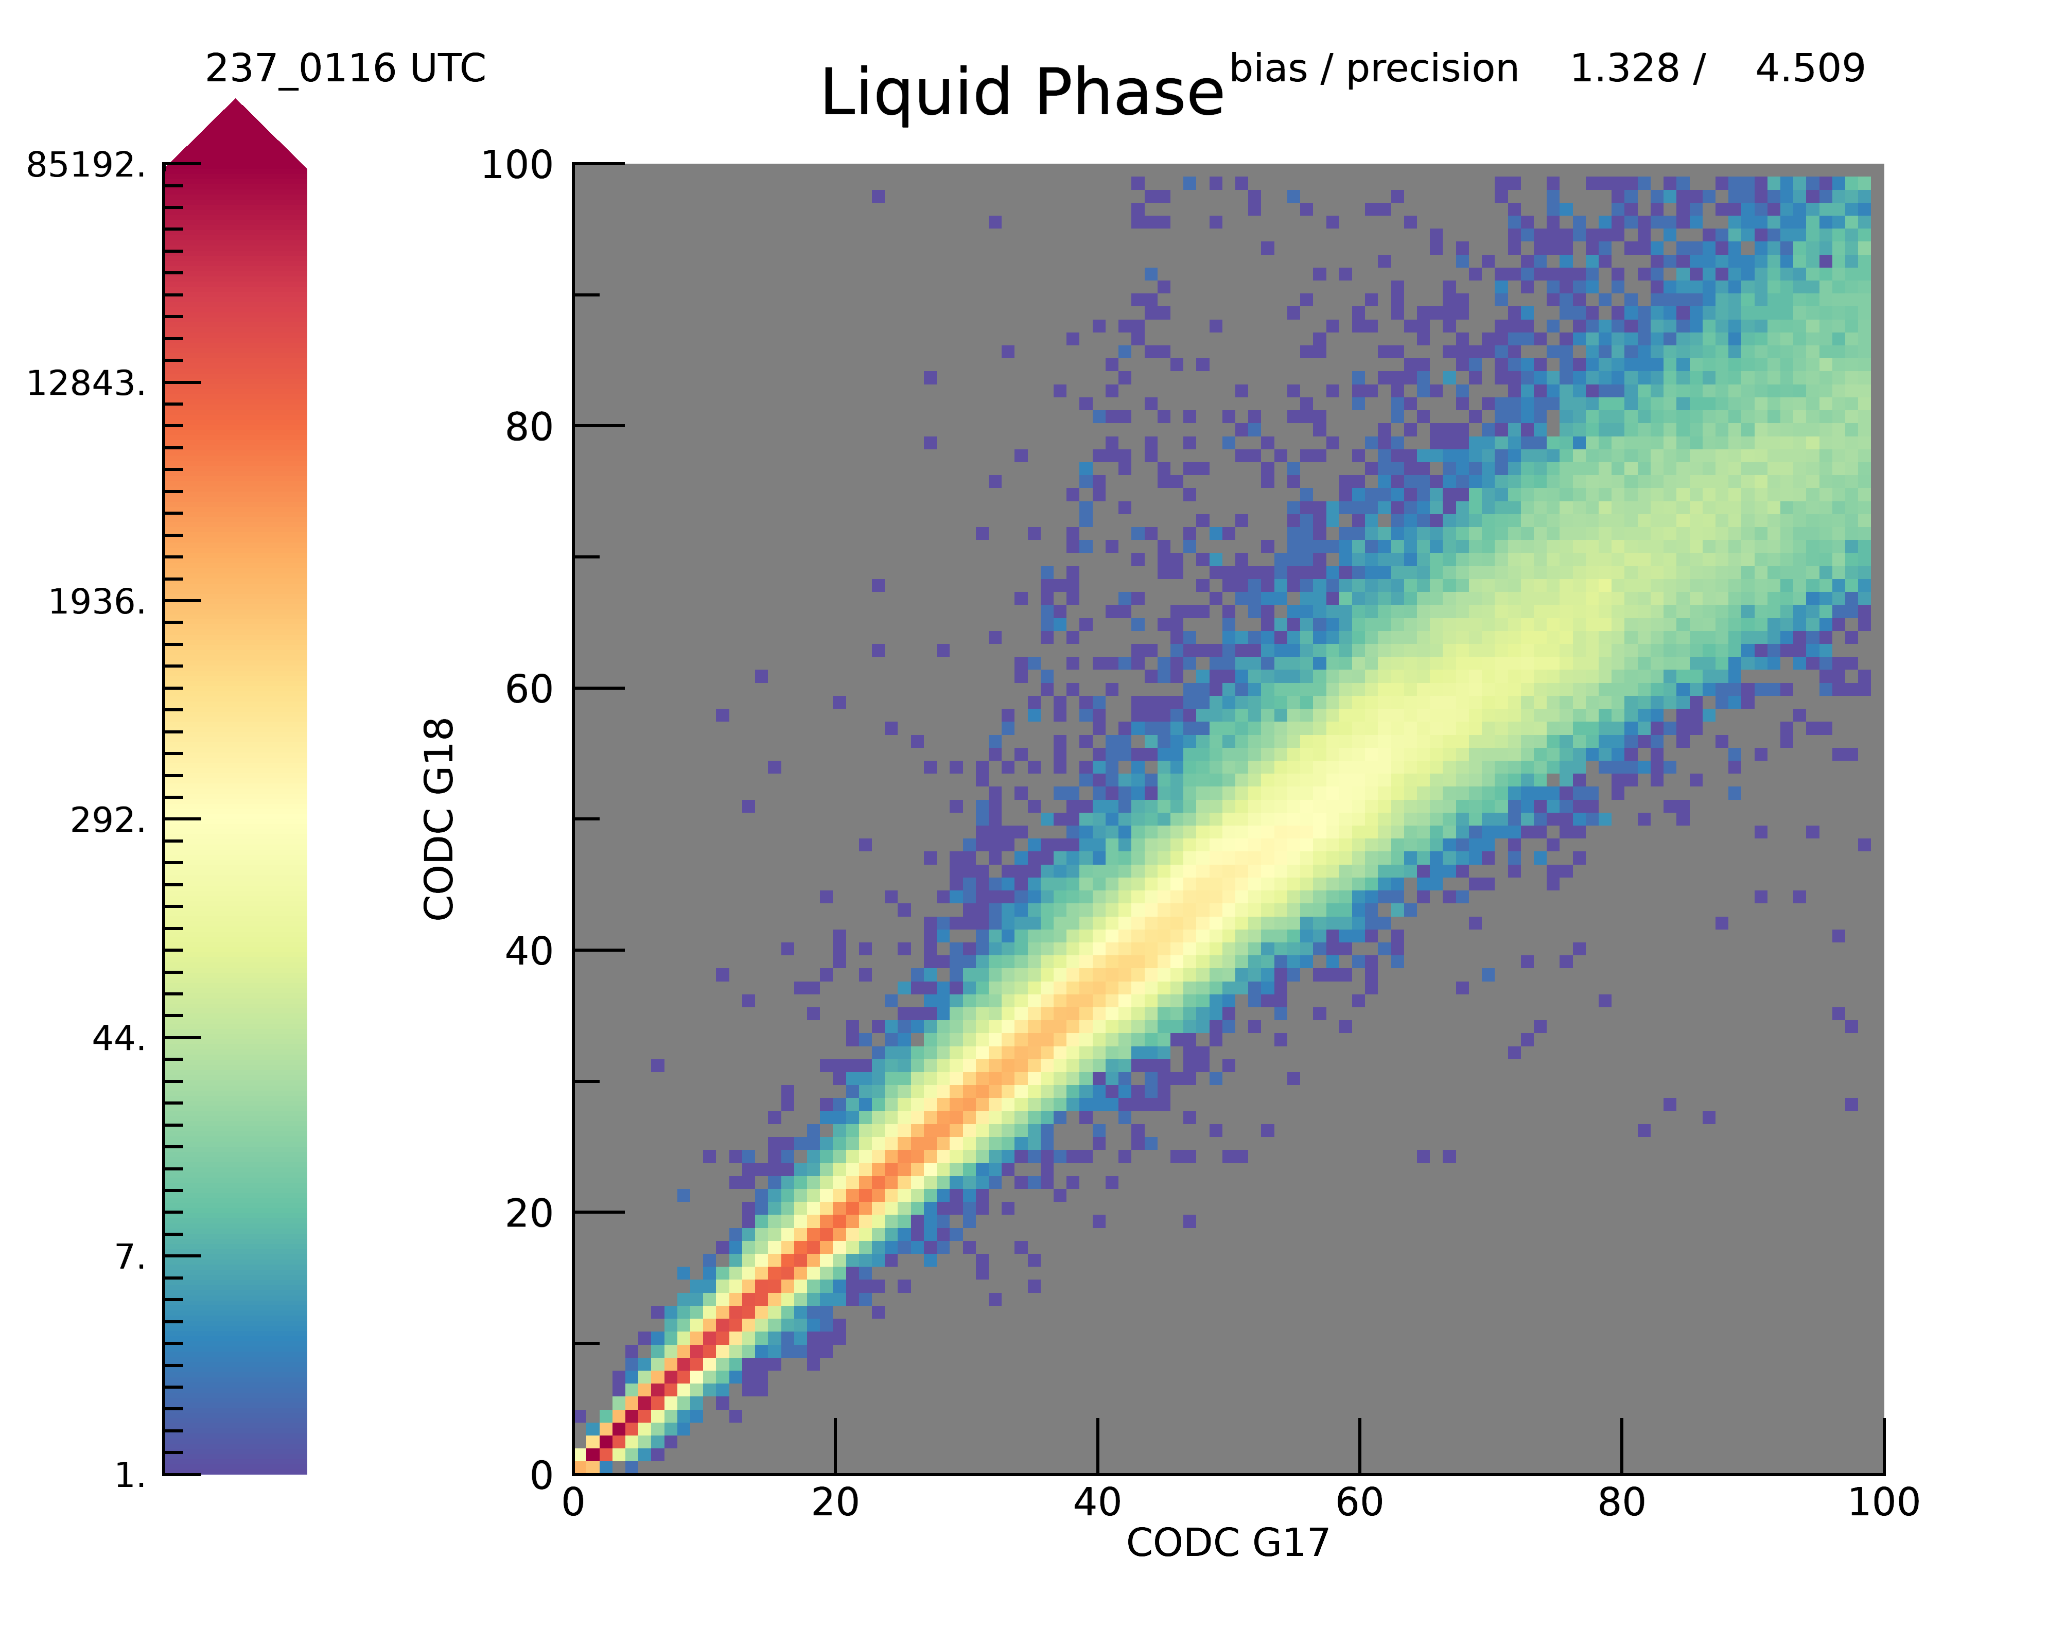 237_0116 UTC
Liquid Phase
bias / precision 1.328 / 4.509
85192.
12843.
1936.
292.
44.
7.
1.
CODC G18
100
80
60
40
20
0
0 20 40 60 80 100
CODC G17